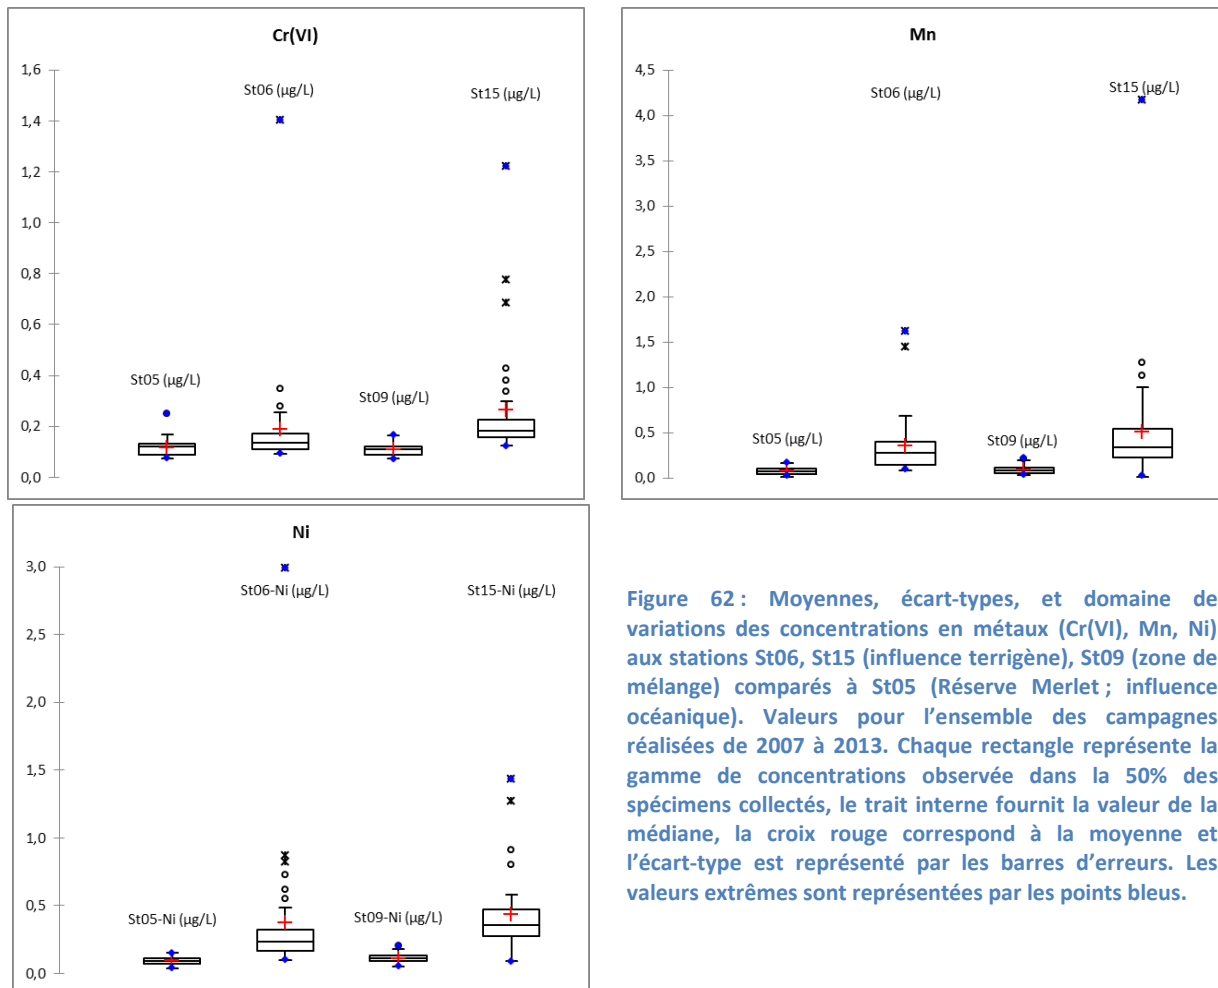 Cr(VI)
1,6
1,4
1,2
1,0
0,8
0,6
0,4
0,2
0,0
St05 (µg/L)
St06 (µg/L)
St09 (µg/L)
St15 (µg/L)
Mn
4,5
4,0
3,5
3,0
2,5
2,0
1,5
1,0
0,5
0,0
St05 (µg/L)
St06 (µg/L)
St09 (µg/L)
St15 (µg/L)
Ni
3,0
2,5
2,0
1,5
1,0
0,5
0,0
St05-Ni (µg/L)
St06-Ni (µg/L)
St09-Ni (µg/L)
St15-Ni (µg/L)
Figure 62 : Moyennes, écart-types, et domaine de
variations des concentrations en métaux (Cr(VI), Mn, Ni)
aux stations St06, St15 (influence terrigène), St09 (zone de
mélange) comparés à St05 (Réserve Merlet ; influence
océanique). Valeurs pour l’ensemble des campagnes
réalisées de 2007 à 2013. Chaque rectangle représente la
gamme de concentrations observée dans la 50% des
spécimens collectés, le trait interne fournit la valeur de la
médiane, la croix rouge correspond à la moyenne et
l’écart-type est représenté par les barres d’erreurs. Les
valeurs extrêmes sont représentées par les points bleus.